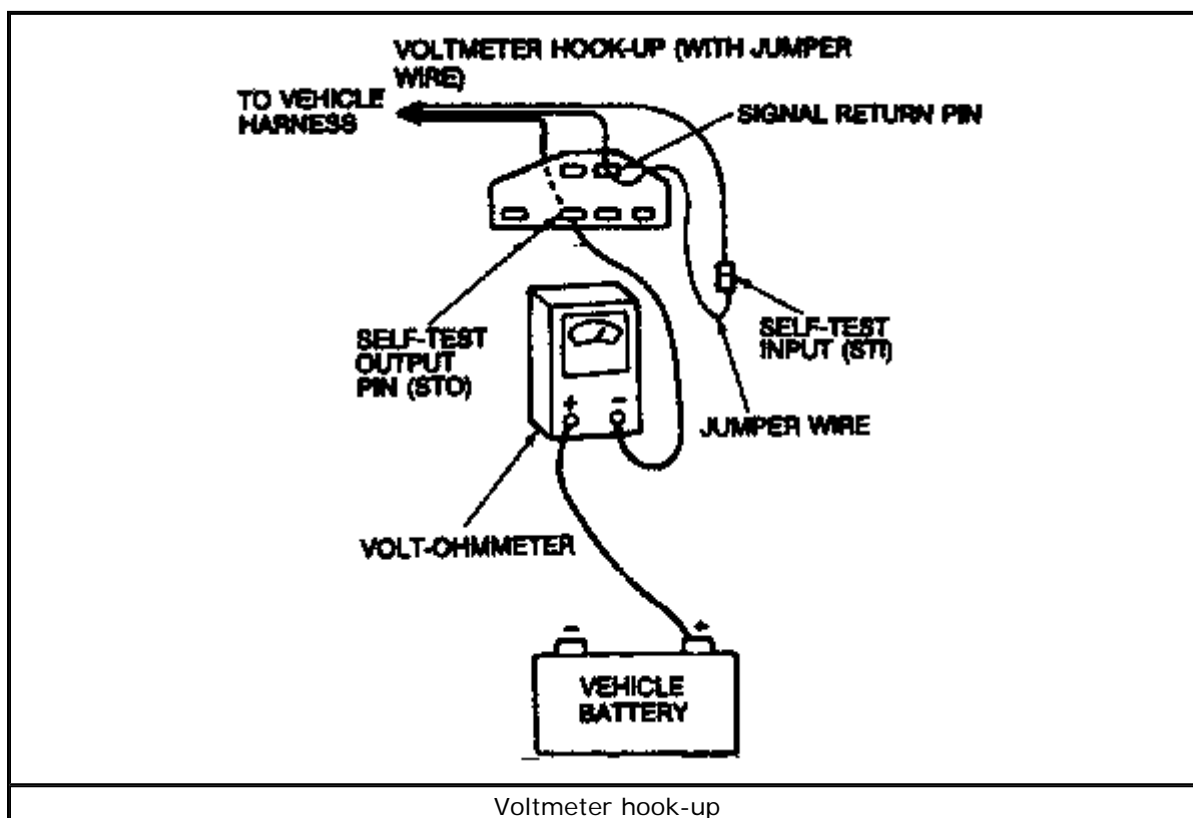 VOLTMETER HOOK-UP (WITH JUMPER
WIRE)
TO VEHICLE
HARNESS
SIGNAL RETURN PIN
SELF-TEST
OUTPUT
PIN (STO)
SELF-TEST
INPUT (STI)
JUMPER WIRE
+ -
VOLT-OHMMETER
- +
VEHICLE
BATTERY
Voltmeter hook-up